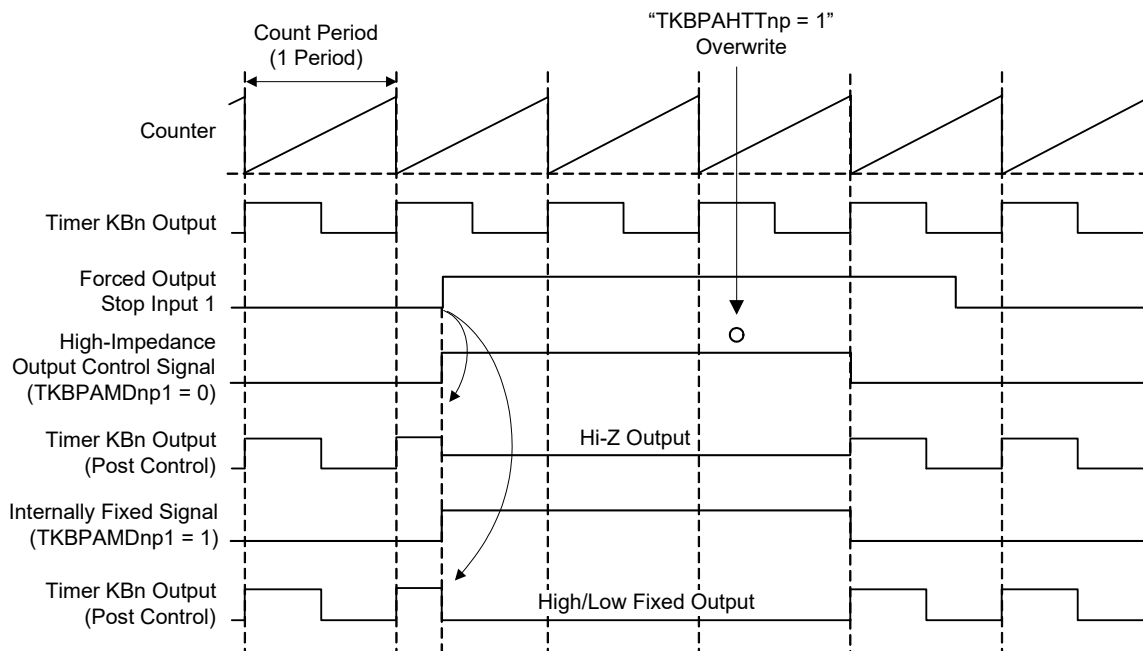 Count Period
(1 Period)
“TKBPAHTTnp = 1”
Overwrite
Counter
Timer KBn Output
Forced Output
Stop Input 1
High-Impedance
Output Control Signal
(TKBPAMDnp1 = 0)
Timer KBn Output
(Post Control)
Hi-Z Output
Internally Fixed Signal
(TKBPAMDnp1 = 1)
Timer KBn Output
(Post Control)
High/Low Fixed Output